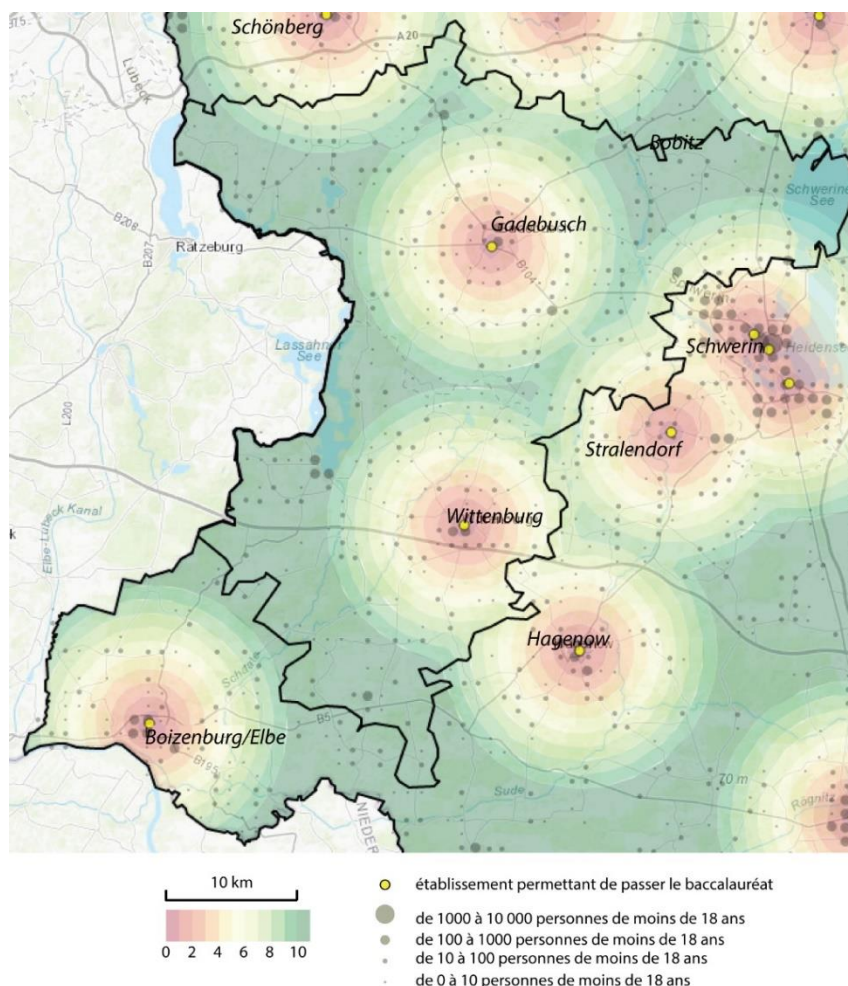 Schönberg
A 20
Lübeck
Bobitz
Schweriner
See
B208
B207
Ratzeburg
Gadebusch
B104
Schwerin
Lassahner
See
Schwerin
Heidensee
L200
Stralendorf
Wittenburg
Elbe-Lübeck Kanal
k
Hagenow
Schaale
Boizenburg/Elbe
B5
B195
70 m
Sude
Rögnitz
NIEDER
10 km
0 2 4 6 8 10
établissement permettant de passer le baccalauréat
de 1000 à 10 000 personnes de moins de 18 ans
de 100 à 1000 personnes de moins de 18 ans
de 10 à 100 personnes de moins de 18 ans
de 0 à 10 personnes de moins de 18 ans